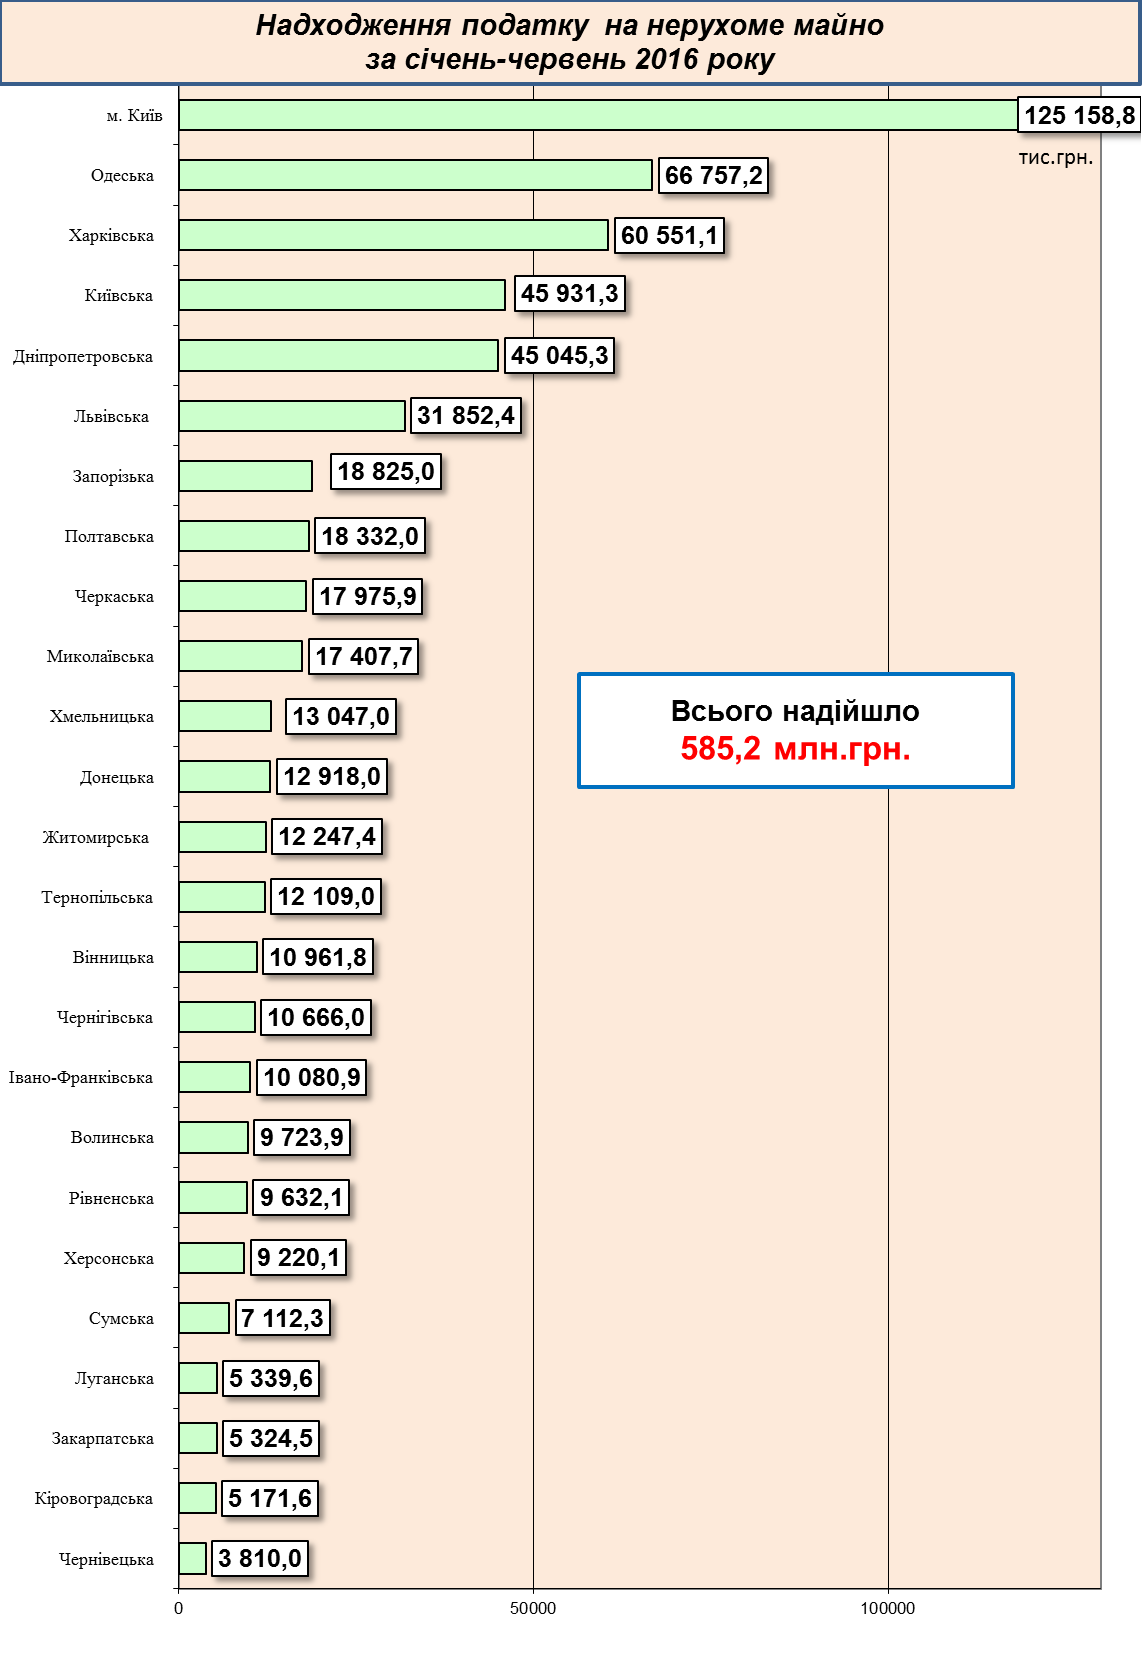 Надходження податку на нерухоме майно
за січень-червень 2016 року
м. Київ 125 158,8
тис.грн.
Одеська 66 757,2
Харківська 60 551,1
Київська 45 931,3
Дніпропетровська 45 045,3
Львівська 31 852,4
Запорізька 18 825,0
Полтавська 18 332,0
Черкаська 17 975,9
Миколаївська 17 407,7
Всього надійшло
585,2 млн.грн.
Хмельницька 13 047,0
Донецька 12 918,0
Житомирська 12 247,4
Тернопільська 12 109,0
Вінницька 10 961,8
Чернігівська 10 666,0
Івано-Франківська 10 080,9
Волинська 9 723,9
Рівненська 9 632,1
Херсонська 9 220,1
Сумська 7 112,3
Луганська 5 339,6
Закарпатська 5 324,5
Кіровоградська 5 171,6
Чернівецька 3 810,0
0 50000 100000